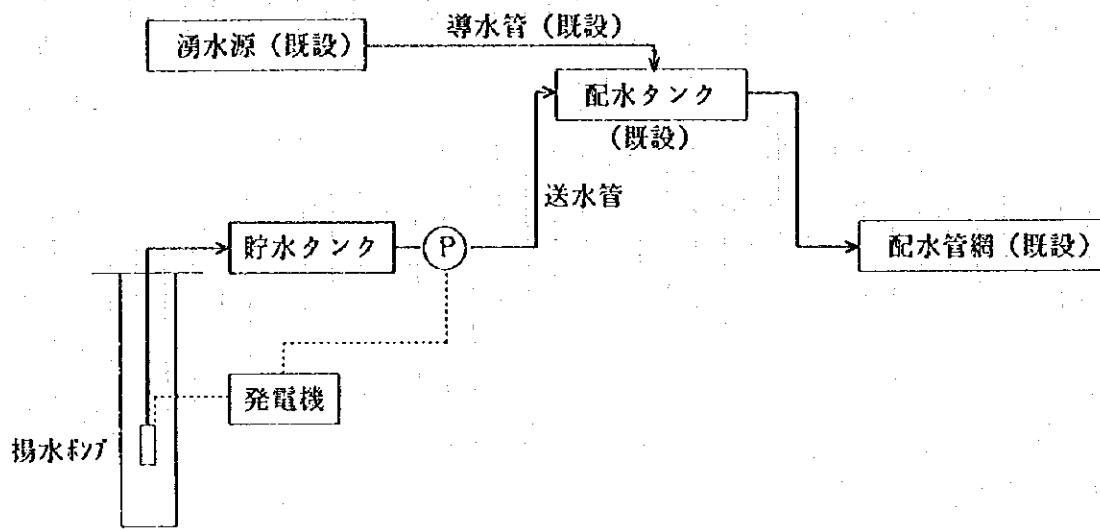 導水管（既設）
湧水源（既設）
配水タンク
（既設）
送水管
貯水タンク
P
配水管網（既設）
発電機
揚水ポンプ